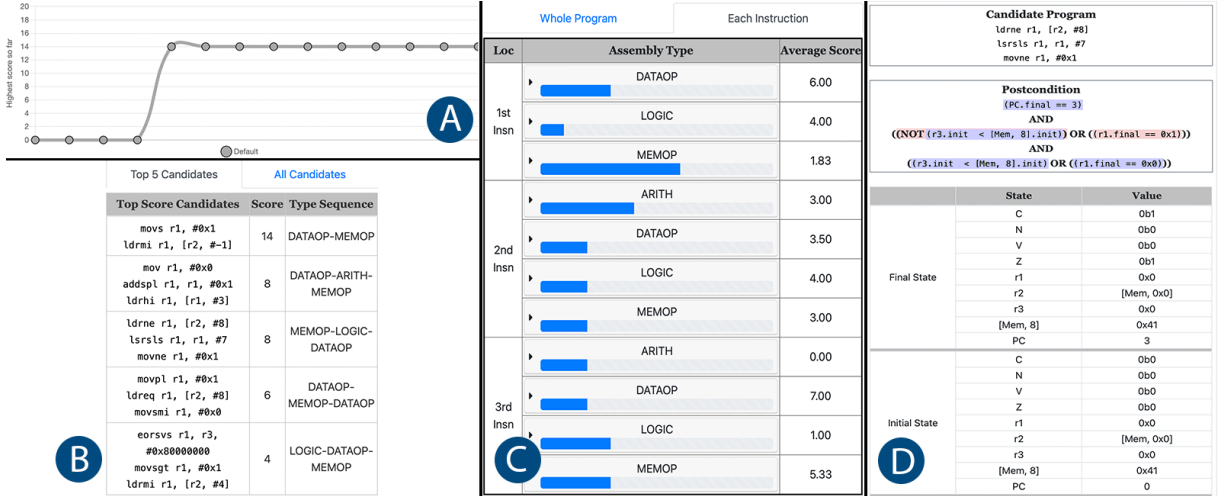 20
18
16
14
12
10
8
6
4
2
0
Highest score so far
Default
A
Top 5 Candidates
All Candidates
Top Score Candidates Score Type Sequence
movs r1, #0x1
ldrmi r1, [r2, #-1]
14
DATAOP-MEMOP
mov r1, #0x0
addspl r1, r1, #0x1
ldrhi r1, [r1, #3]
8
DATAOP-ARITH-
MEMOP
ldrne r1, [r2, #8]
lsrsls r1, r1, #7
movne r1, #0x1
8
MEMOP-LOGIC-
DATAOP
movpl r1, #0x1
ldreq r1, [r2, #8]
movsmi r1, #0x0
6
DATAOP-
MEMOP-DATAOP
eorsvs r1, r3,
#0x80000000
movsgt r1, #0x1
ldrmi r1, [r2, #4]
4
LOGIC-DATAOP-
MEMOP
B
Whole Program
Each Instruction
Loc Assembly Type Average Score
1st
Insn
DATAOP
6.00
LOGIC
4.00
MEMOP
1.83
2nd
Insn
ARITH
3.00
DATAOP
3.50
LOGIC
4.00
MEMOP
3.00
3rd
Insn
ARITH
0.00
DATAOP
7.00
LOGIC
1.00
MEMOP
5.33
C
Candidate Program
ldrne r1, [r2, #8]
lsrsls r1, r1, #7
movne r1, #0x1
Postcondition
(PC.final == 3)
AND
((NOT (r3.init < [Mem, 8].init)) OR ((r1.final == 0x1)))
AND
((r3.init < [Mem, 8].init) OR ((r1.final == 0x0)))
State Value
Final State
C 0b1
N 0b0
V 0b0
Z 0b1
r1 0x0
r2 [Mem, 0x0]
r3 0x0
[Mem, 8] 0x41
PC 3
Initial State
C 0b0
N 0b0
V 0b0
Z 0b0
r1 0x0
r2 [Mem, 0x0]
r3 0x0
[Mem, 8] 0x41
PC 0
D